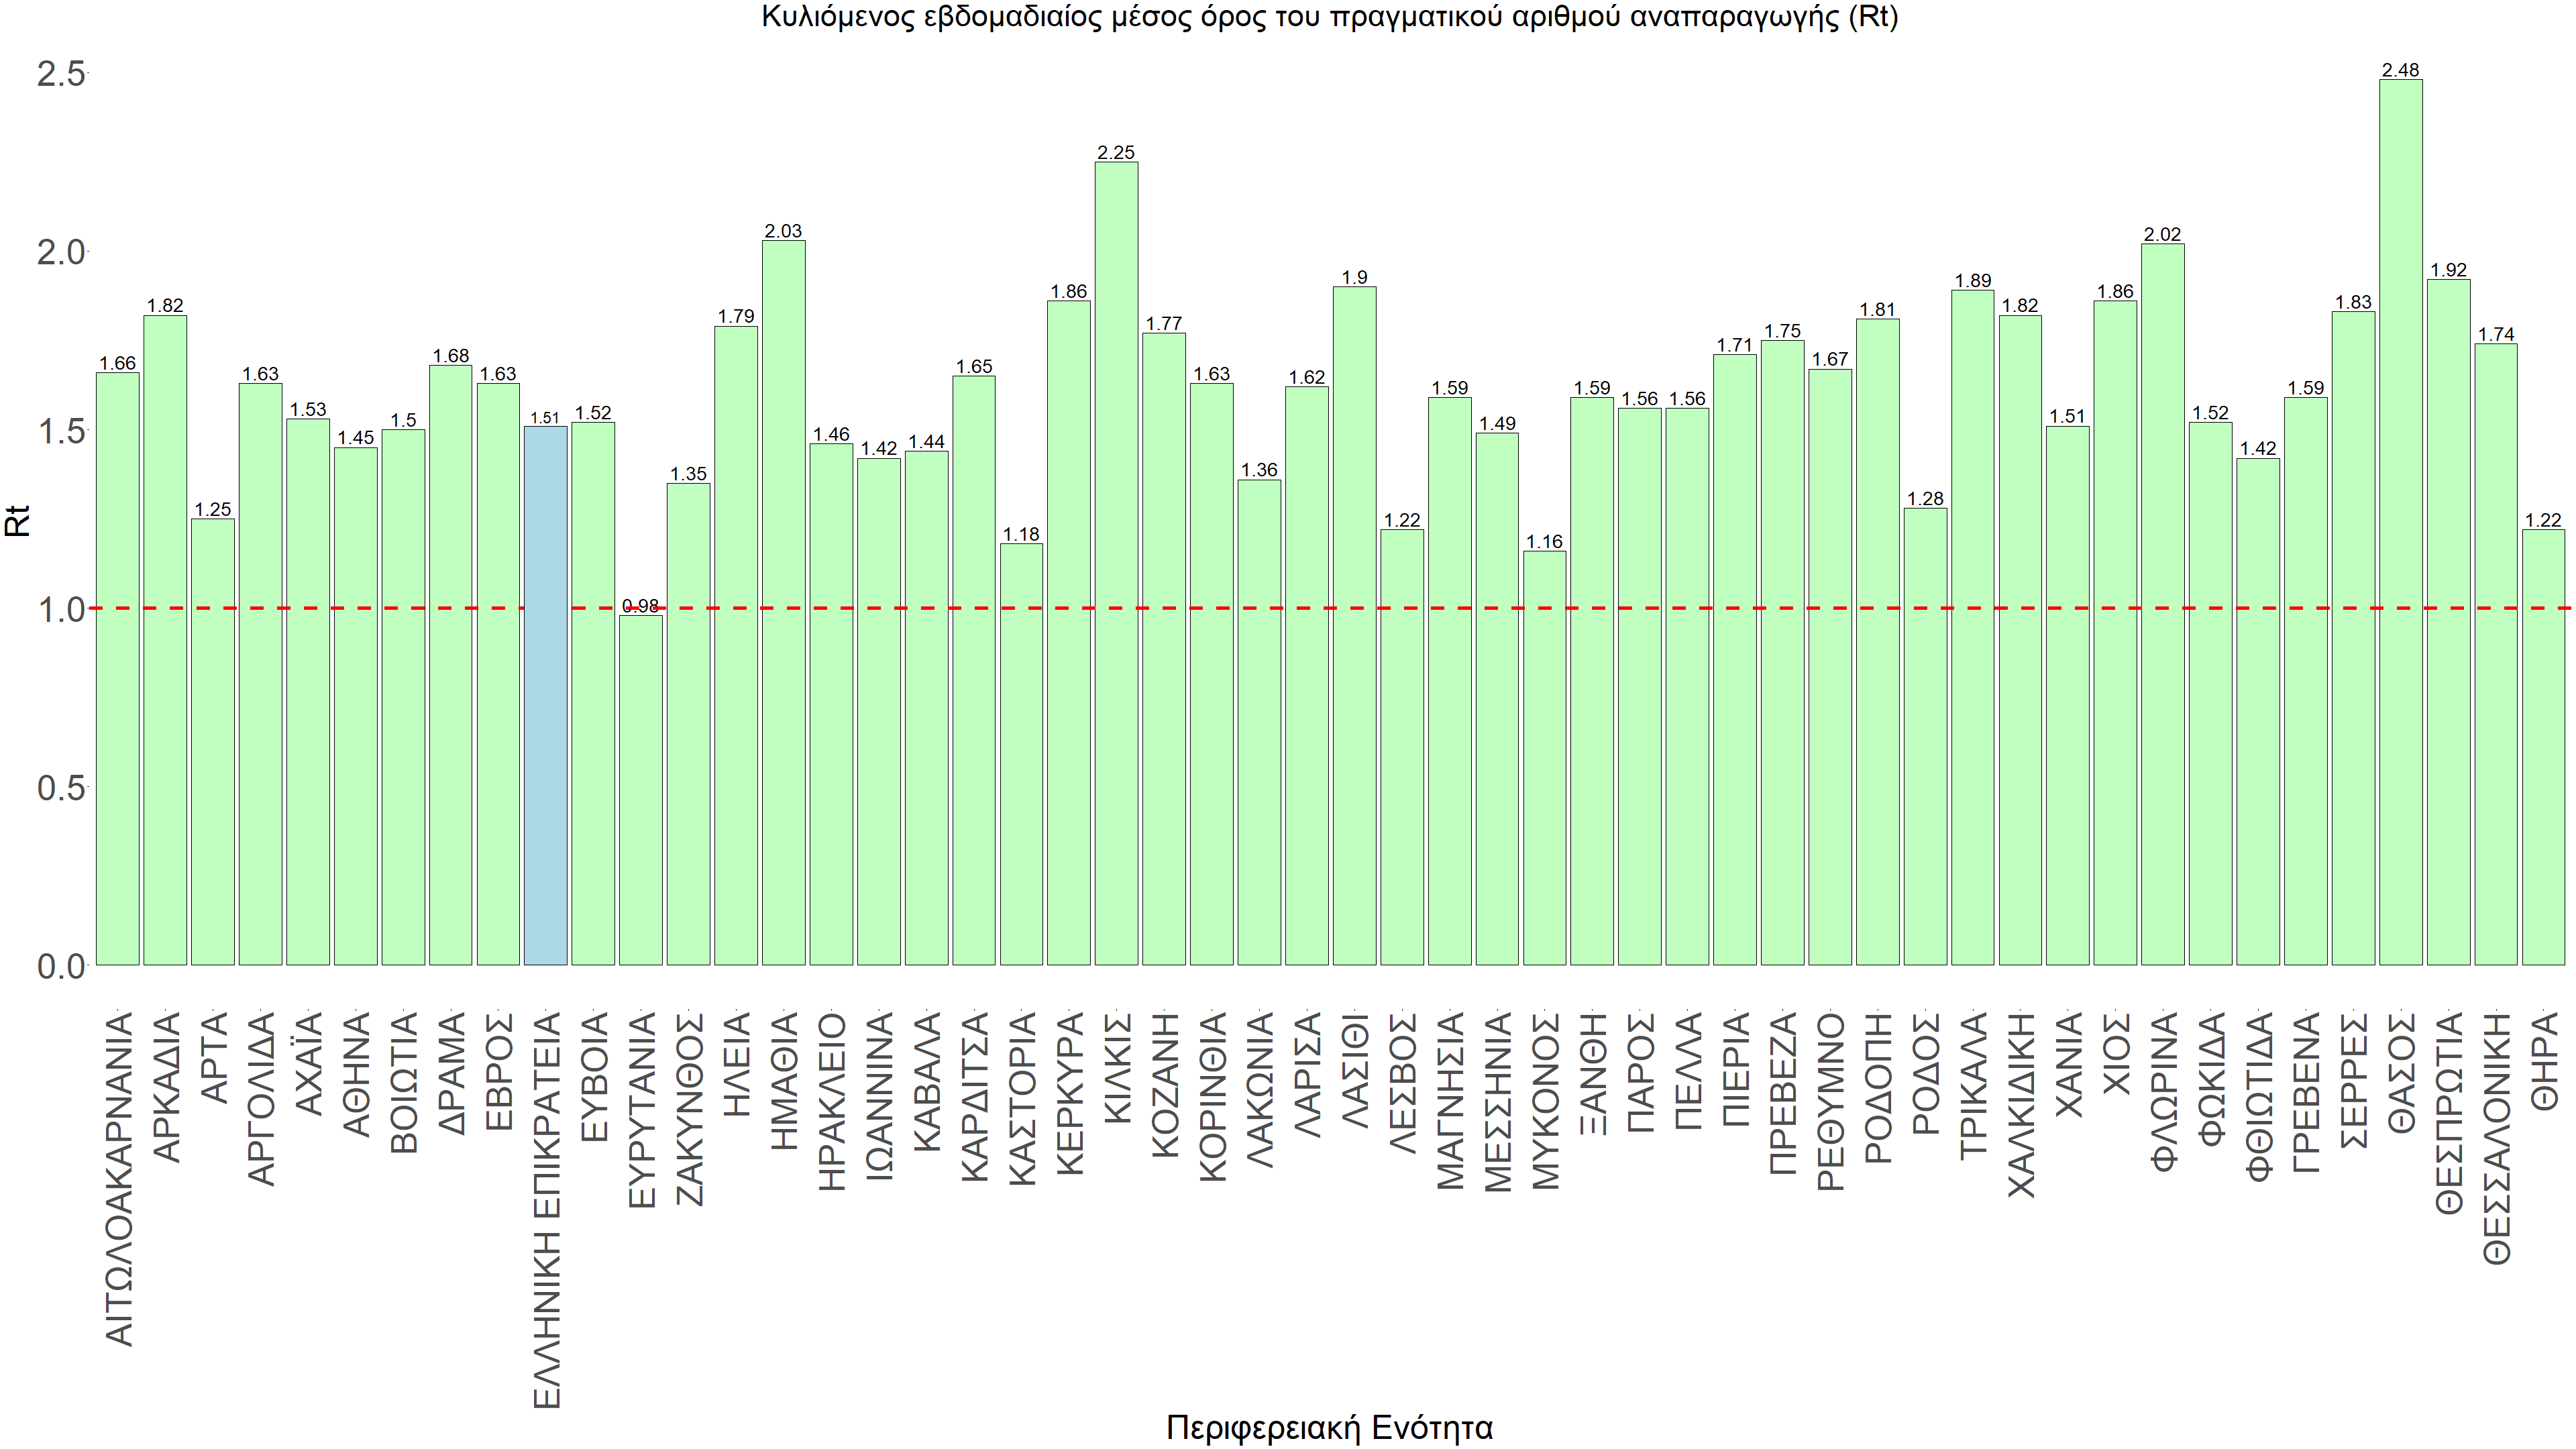 Κυλιόμενος εβδομαδιαίος μέσος όρος του πραγματικού αριθμού αναπαραγωγής (Rt)
Rt
2.5
2.0
1.5
1.0
0.5
0.0
1.66
1.82
1.25
1.63
1.53
1.45
1.5
1.68
1.63
1.51
1.52
0.98
1.35
1.79
2.03
1.46
1.42
1.44
1.65
1.18
1.86
2.25
1.77
1.63
1.36
1.62
1.9
1.22
1.59
1.49
1.16
1.59
1.56
1.56
1.71
1.75
1.67
1.81
1.28
1.89
1.82
1.51
1.86
2.02
1.52
1.42
1.59
1.83
2.48
1.92
1.74
1.22
ΑΙΤΩΛΟΑΚΑΡΝΑΝΙΑ
ΑΡΚΑΔΙΑ
ΑΡΤΑ
ΑΡΓΟΛΙΔΑ
ΑΧΑΪΑ
ΑΘΗΝΑ
ΒΟΙΩΤΙΑ
ΔΡΑΜΑ
ΕΒΡΟΣ
ΕΛΛΗΝΙΚΗ ΕΠΙΚΡΑΤΕΙΑ
ΕΥΒΟΙΑ
ΕΥΡΥΤΑΝΙΑ
ΖΑΚΥΝΘΟΣ
ΗΛΕΙΑ
ΗΜΑΘΙΑ
ΗΡΑΚΛΕΙΟ
ΙΩΑΝΝΙΝΑ
ΚΑΒΑΛΑ
ΚΑΡΔΙΤΣΑ
ΚΑΣΤΟΡΙΑ
ΚΕΡΚΥΡΑ
ΚΙΛΚΙΣ
ΚΟΖΑΝΗ
ΚΟΡΙΝΘΙΑ
ΛΑΚΩΝΙΑ
ΛΑΡΙΣΑ
ΛΑΣΙΘΙ
ΛΕΣΒΟΣ
ΜΑΓΝΗΣΙΑ
ΜΕΣΣΗΝΙΑ
ΜΥΚΟΝΟΣ
ΞΑΝΘΗ
ΠΑΡΟΣ
ΠΕΛΛΑ
ΠΙΕΡΙΑ
ΠΡΕΒΕΖΑ
ΡΕΘΥΜΝΟ
ΡΟΔΟΠΗ
ΡΟΔΟΣ
ΤΡΙΚΑΛΑ
ΧΑΛΚΙΔΙΚΗ
ΧΑΝΙΑ
ΧΙΟΣ
ΦΛΩΡΙΝΑ
ΦΩΚΙΔΑ
ΦΘΙΩΤΙΔΑ
ΓΡΕΒΕΝΑ
ΣΕΡΡΕΣ
ΘΑΣΟΣ
ΘΕΣΠΡΩΤΙΑ
ΘΕΣΣΑΛΟΝΙΚΗ
ΘΗΡΑ
Περιφερειακή Ενότητα